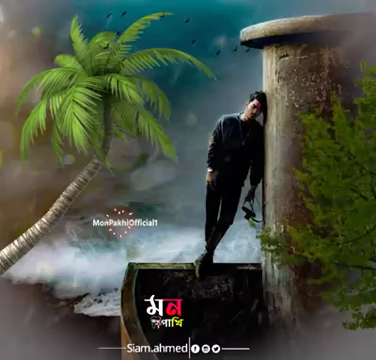 MonPakhiOfficial1
মন
পাখি
Siam.ahmed